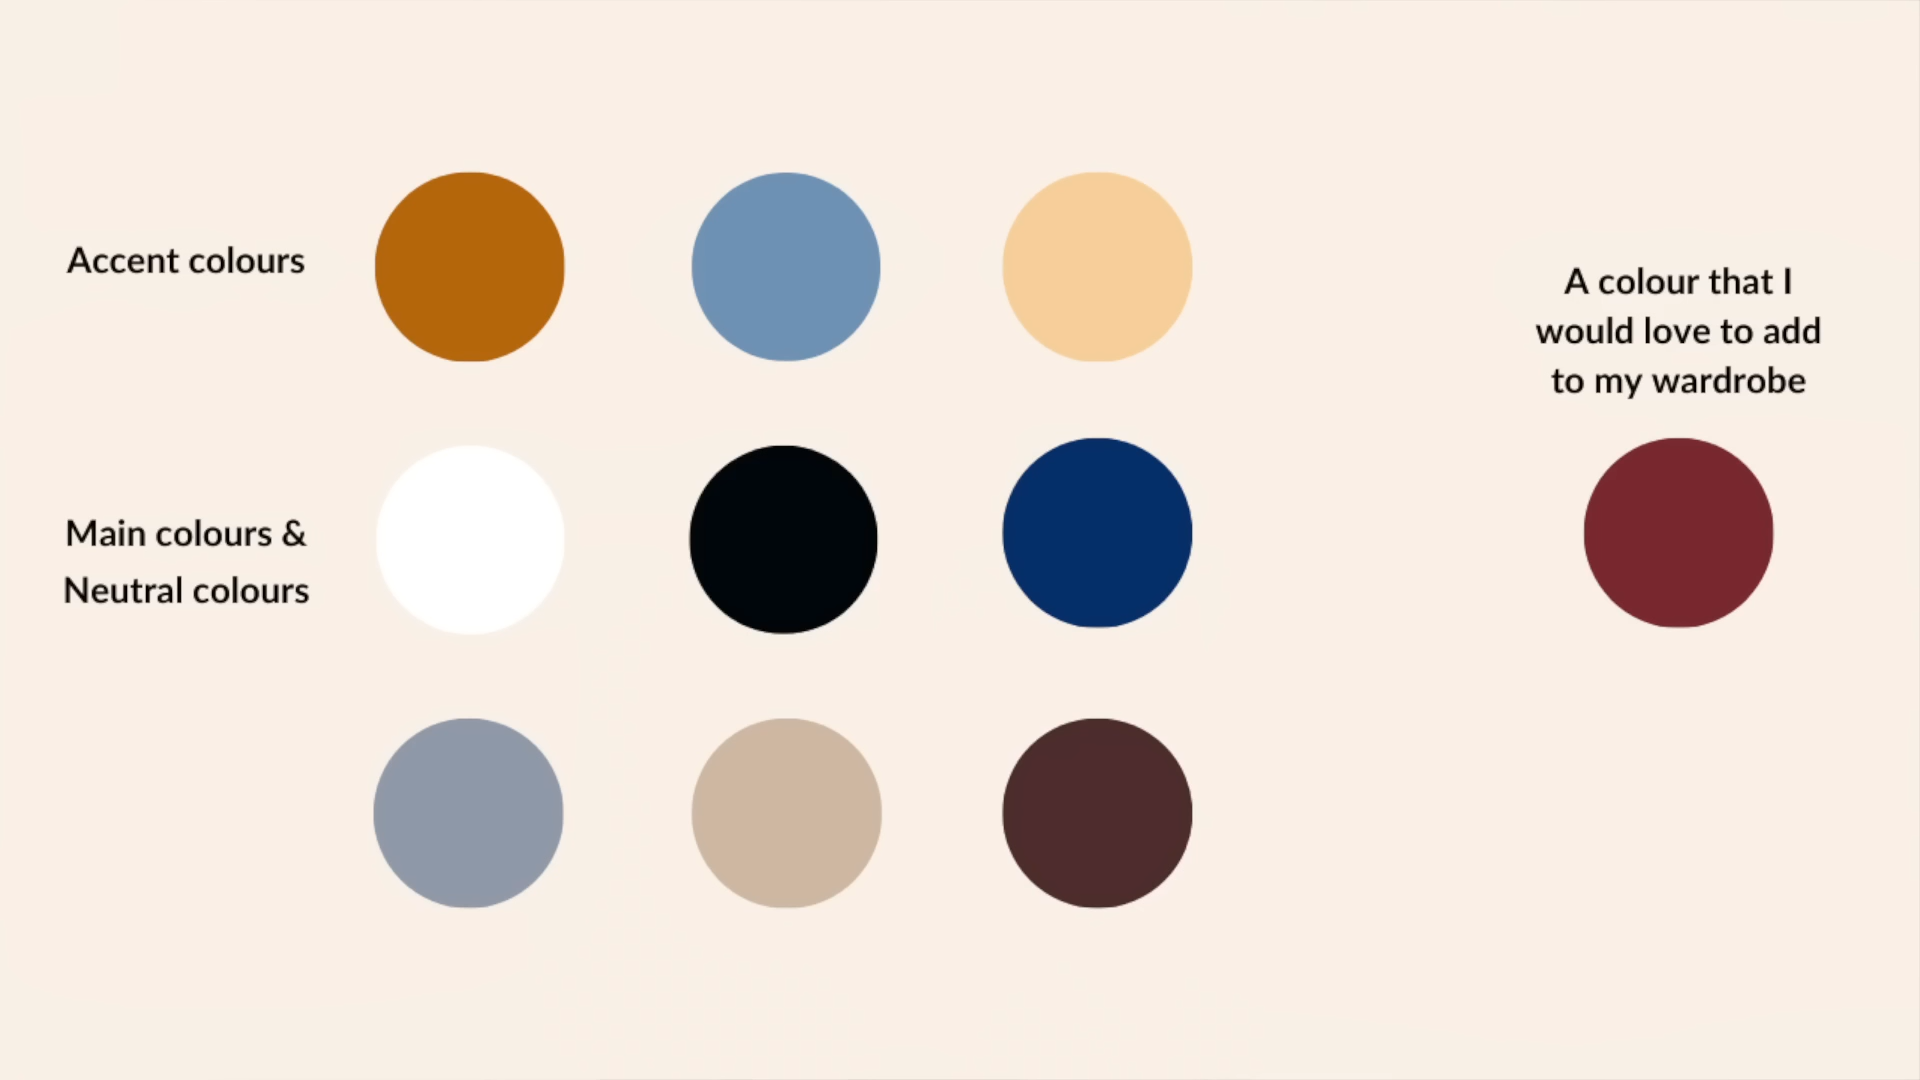 Accent colours
A colour that I
would love to add
to my wardrobe
Main colours &
Neutral colours